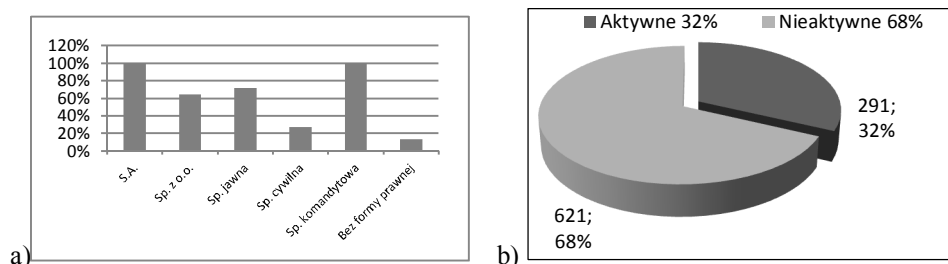 120%
100%
80%
60%
40%
20%
0%
S.A.
Sp. z o.o.
Sp. jawna
Sp. cywilna
Sp. komandytowa
Bez formy prawnej
a)
Aktywne 32% Nieaktywne 68%
291;
32%
621;
68%
b)